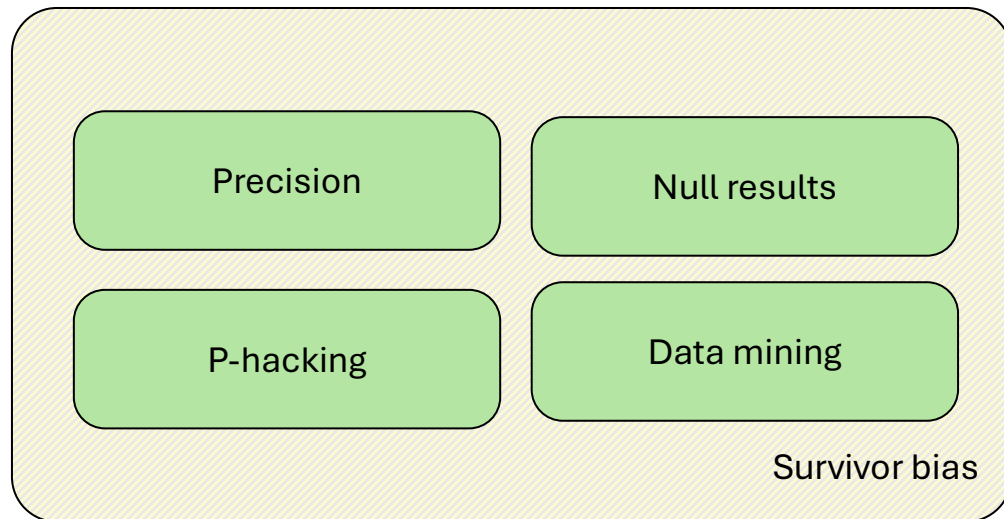 Precision
Null results
P-hacking
Data mining
Survivor bias